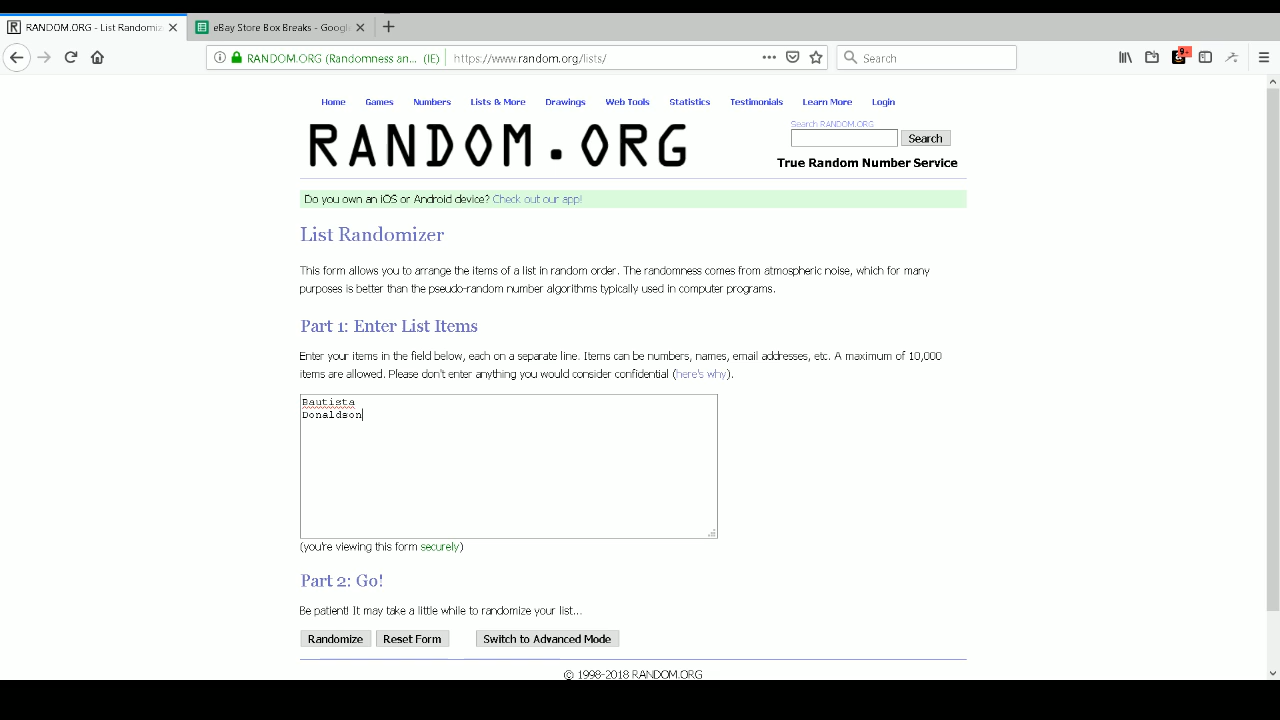 RANDOM.ORG - List Randomiz
eBay Store Box Breaks - Googl
RANDOM.ORG (Randomness an... (IE) https://www.random.org/lists/
Search
9+
Home Games Numbers Lists & More Drawings Web Tools Statistics Testimonials Learn More Login
RANDOM.ORG
Search RANDOM.ORG
Search
True Random Number Service
Do you own an iOS or Android device? Check out our app!
List Randomizer
This form allows you to arrange the items of a list in random order. The randomness comes from atmospheric noise, which for many
purposes is better than the pseudo-random number algorithms typically used in computer programs.
Part 1: Enter List Items
Enter your items in the field below, each on a separate line. Items can be numbers, names, email addresses, etc. A maximum of 10,000
items are allowed. Please don't enter anything you would consider confidential (here's why).
Bautista
Donaldson
(you're viewing this form securely)
Part 2: Go!
Be patient! It may take a little while to randomize your list...
Randomize Reset Form Switch to Advanced Mode
© 1998-2018 RANDOM.ORG